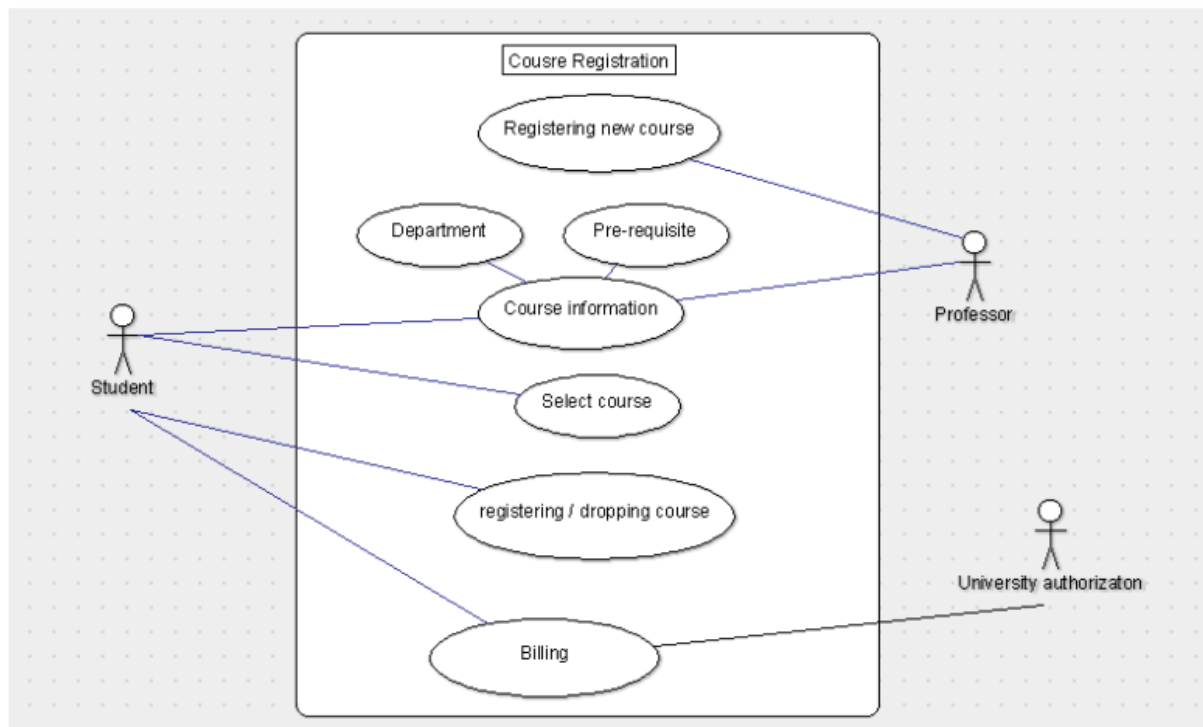 Cousre Registration
Registering new course
Department
Pre-requisite
Course information
Professor
Student
Select course
registering / dropping course
University authorizaton
Billing